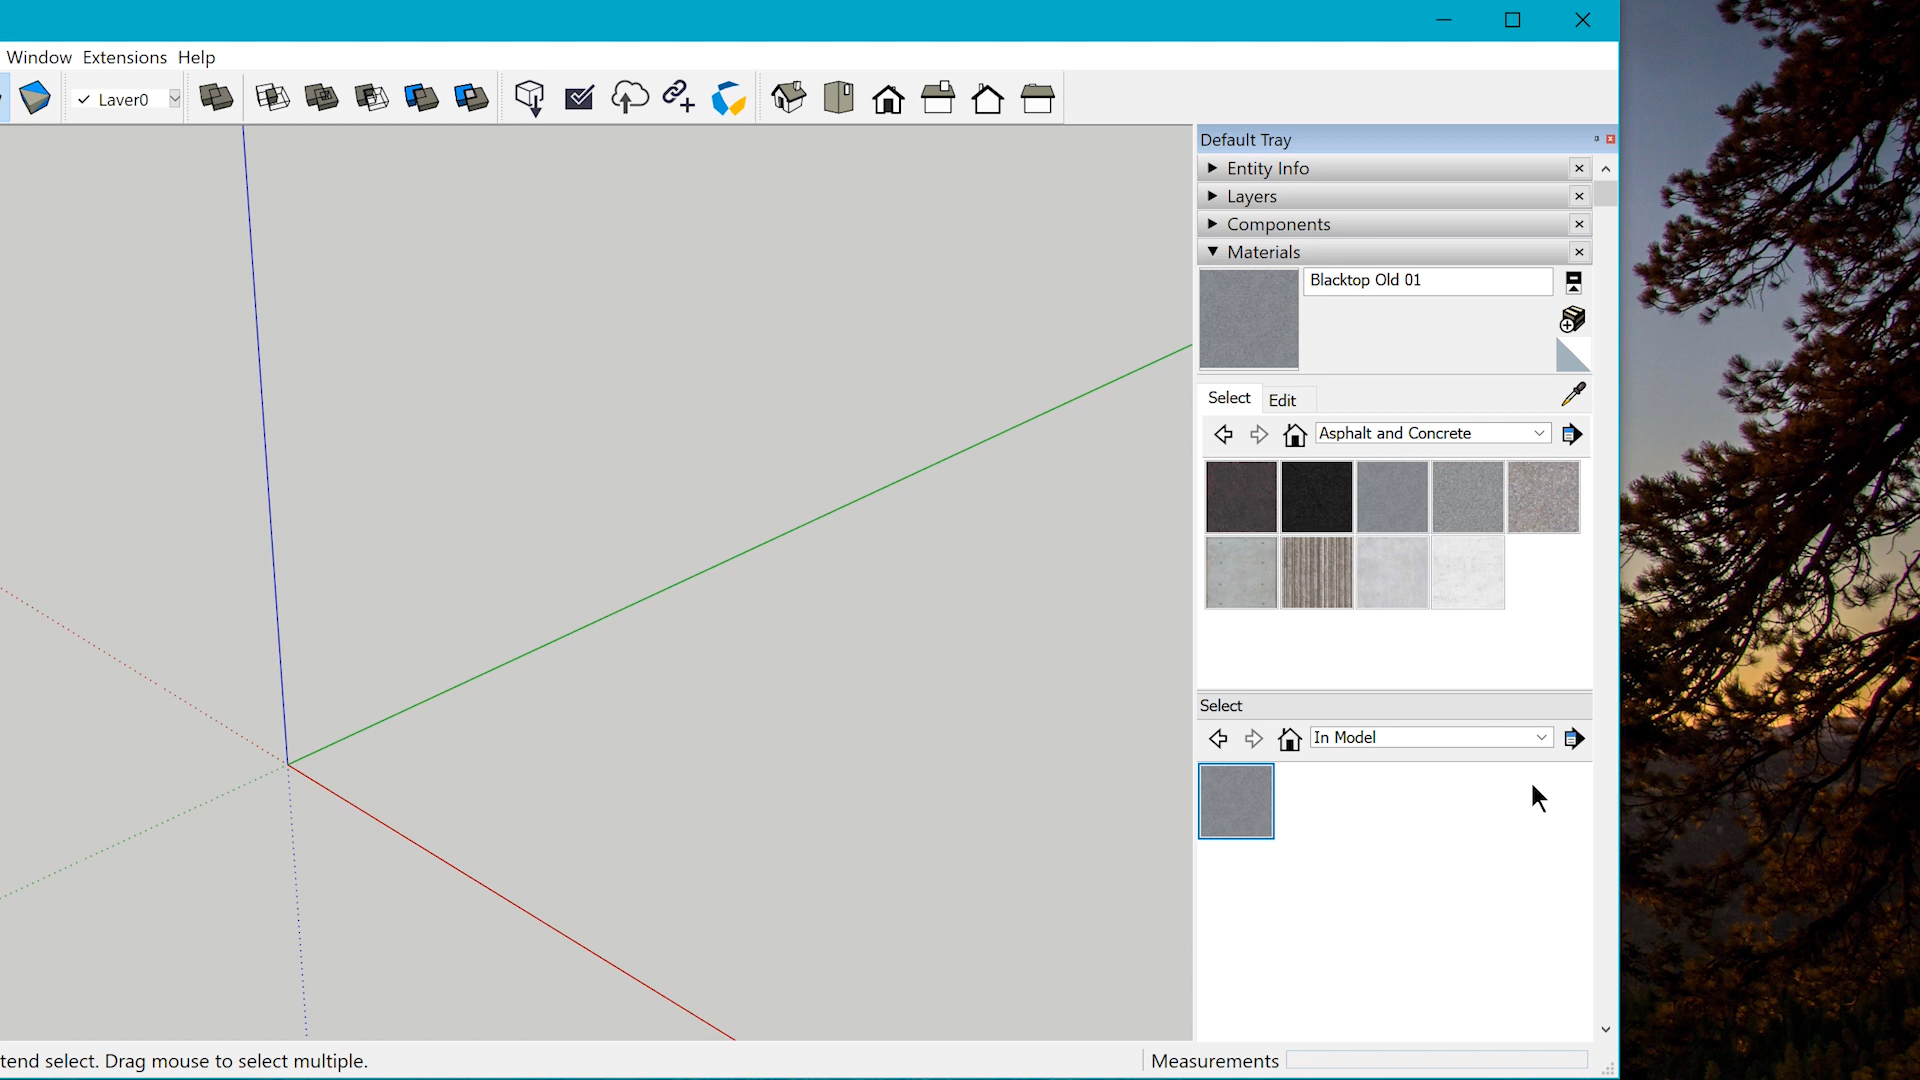 Window Extensions Help
Laver0
Default Tray
Entity Info
Layers
Components
Materials
Blacktop Old 01
Select Edit
Asphalt and Concrete
Select
In Model
tend select. Drag mouse to select multiple.
Measurements